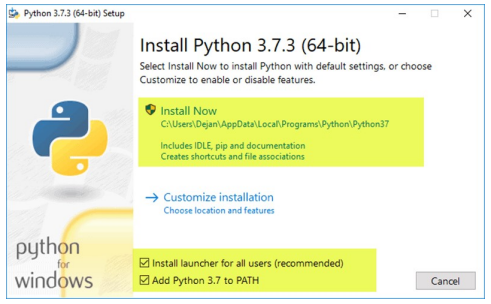 Python 3.7.3 (64-bit) Setup
Install Python 3.7.3 (64-bit)
Select Install Now to install Python with default settings, or choose
Customize to enable or disable features.
Install Now
C:\Users\Dejan\AppData\Local\Programs\Python\Python37
Includes IDLE, pip and documentation
Creates shortcuts and file associations
Customize installation
Choose location and features
python
for
windows
Install launcher for all users (recommended)
Add Python 3.7 to PATH
Cancel